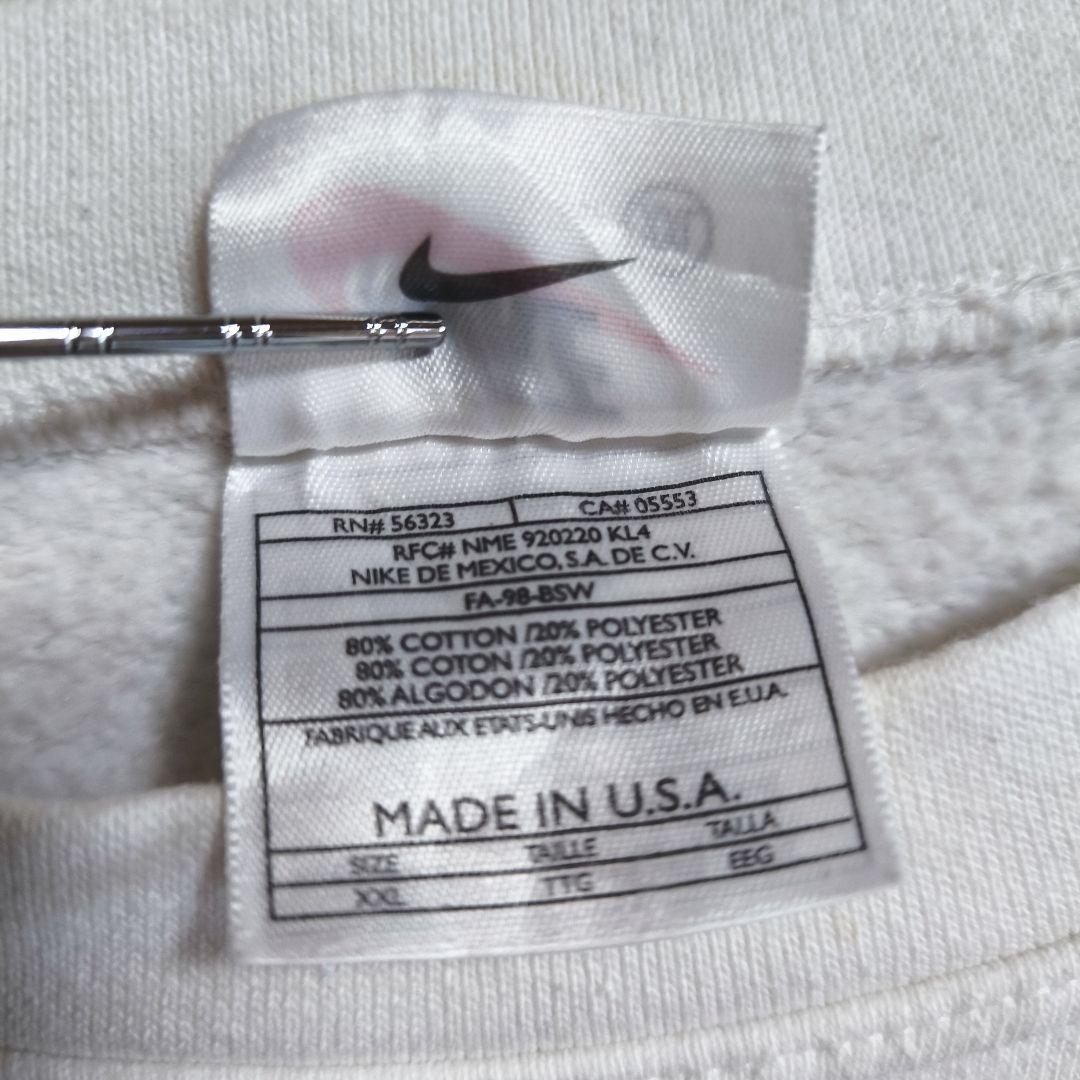 RN# 56323 CA# 05553
RFC# NME 920220 KL4
NIKE DE MEXICO, S.A. DE C.V.
FA-98-BSW
80% COTTON /20% POLYESTER
80% COTON /20% POLYESTER
80% ALGODON /20% POLYESTER
FABRIQUE AUX ETATS-UNIS HECHO EN E.U.A.
MADE IN U.S.A.
SIZE TAILLE TALLA
XXL TTG EEG